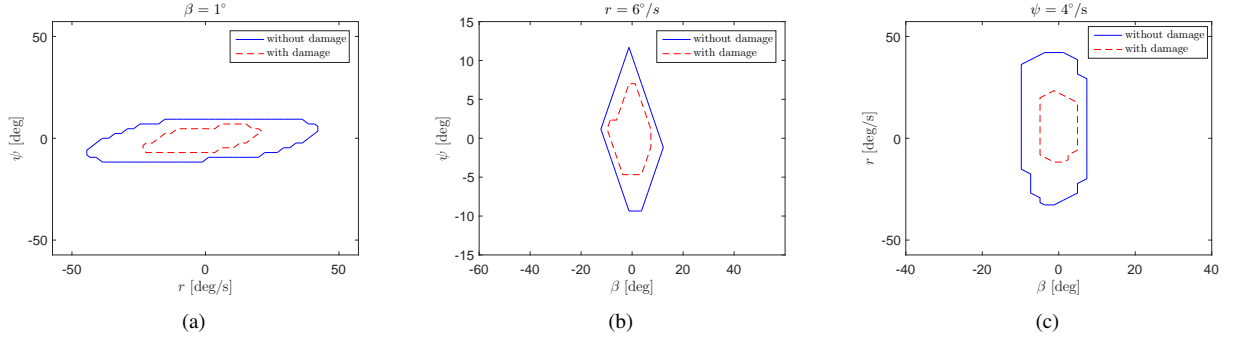 β = 1°
without damage
with damage
50
0
-50
ψ [deg]
-50
0
50
r [deg/s]
(a)
r = 6°/s
without damage
with damage
15
10
5
0
-5
-10
-15
ψ [deg]
-60
-40
-20
0
20
40
β [deg]
(b)
ψ = 4°/s
without damage
with damage
50
0
-50
r [deg/s]
-40
-20
0
20
40
β [deg]
(c)